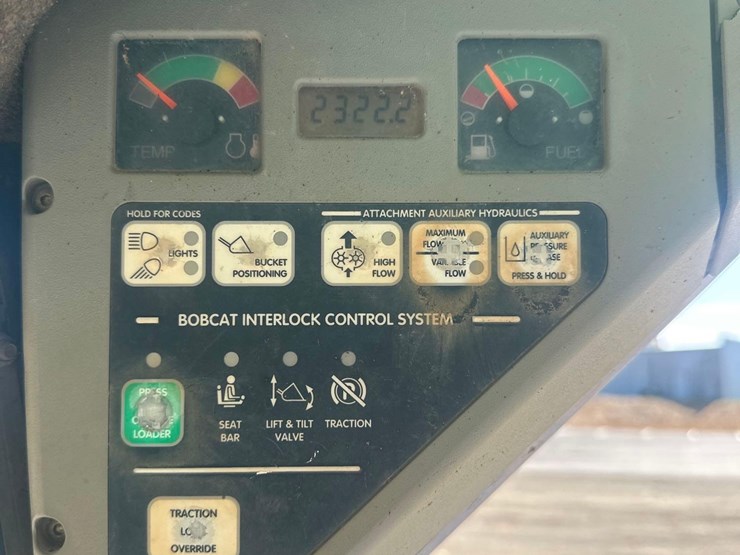 TEMP
2322.2
FUEL
HOLD FOR CODES
ATTACHMENT AUXILIARY HYDRAULICS
LIGHTS
BUCKET
POSITIONING
HIGH
FLOW
MAXIMUM
FLOW
FLOW
AUXILIARY
PRESS & HOLD
BOBCAT INTERLOCK CONTROL SYSTEM
PRESS
LOADER
SEAT
BAR
LIFT & TILT
VALVE
TRACTION
TRACTION
OVERRIDE